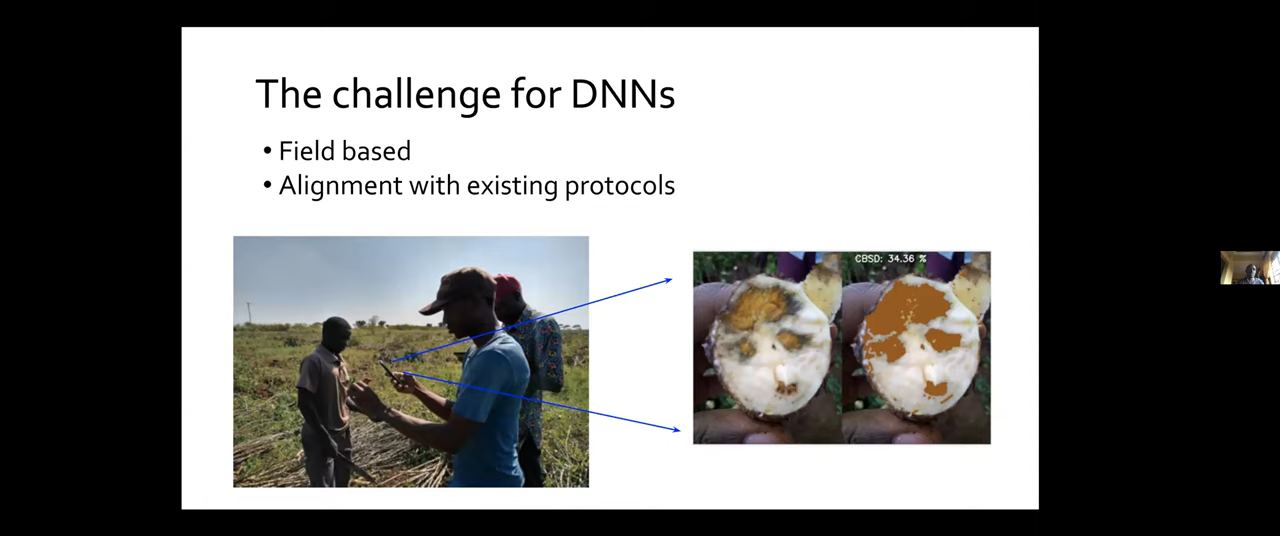 The challenge for DNNs
• Field based
• Alignment with existing protocols
CBSD: 34.36 %